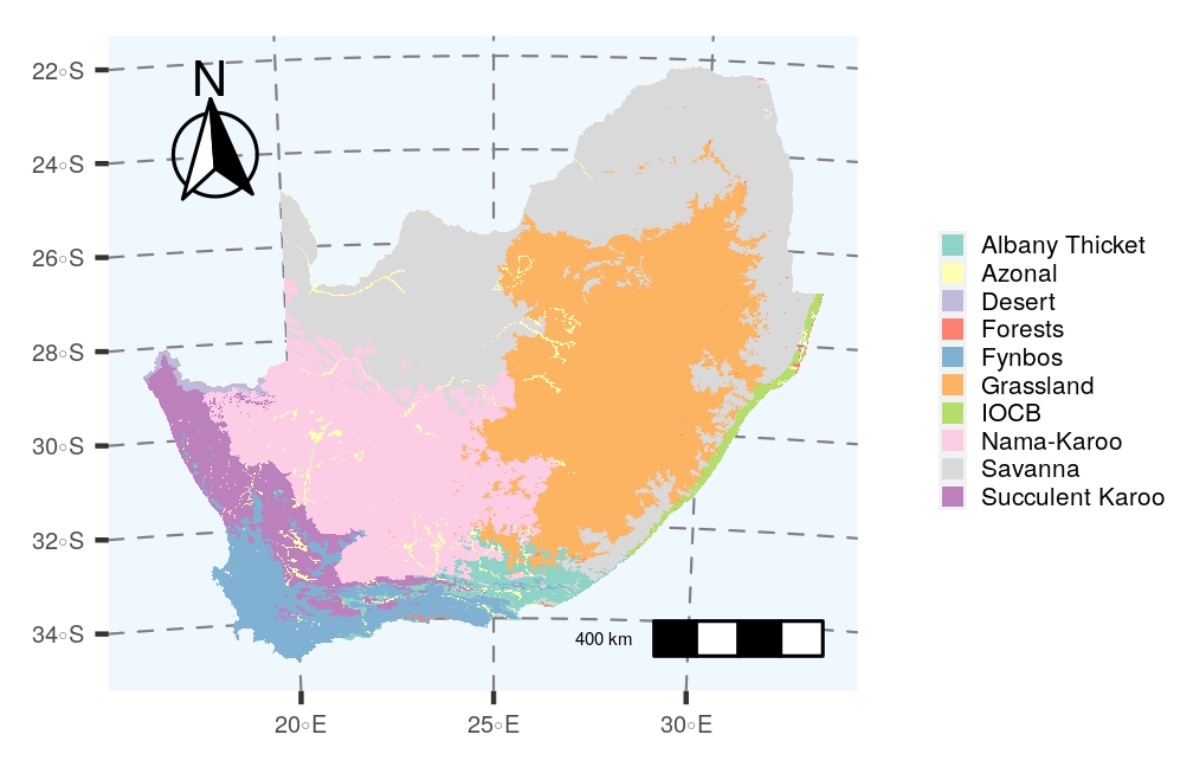 N
22°S
24°S
26°S
28°S
30°S
32°S
34°S
400 km
20°E
25°E
30°E
Albany Thicket
Azonal
Desert
Forests
Fynbos
Grassland
IOCB
Nama-Karoo
Savanna
Succulent Karoo